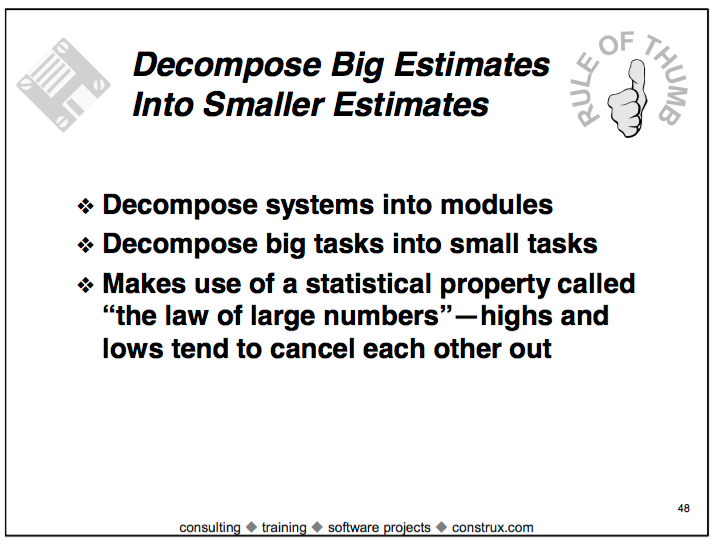 Decompose Big Estimates
Into Smaller Estimates
RULE OF THUMB
❖ Decompose systems into modules
❖ Decompose big tasks into small tasks
❖ Makes use of a statistical property called
“the law of large numbers”—highs and
lows tend to cancel each other out
48
consulting ◆ training ◆ software projects ◆ construx.com